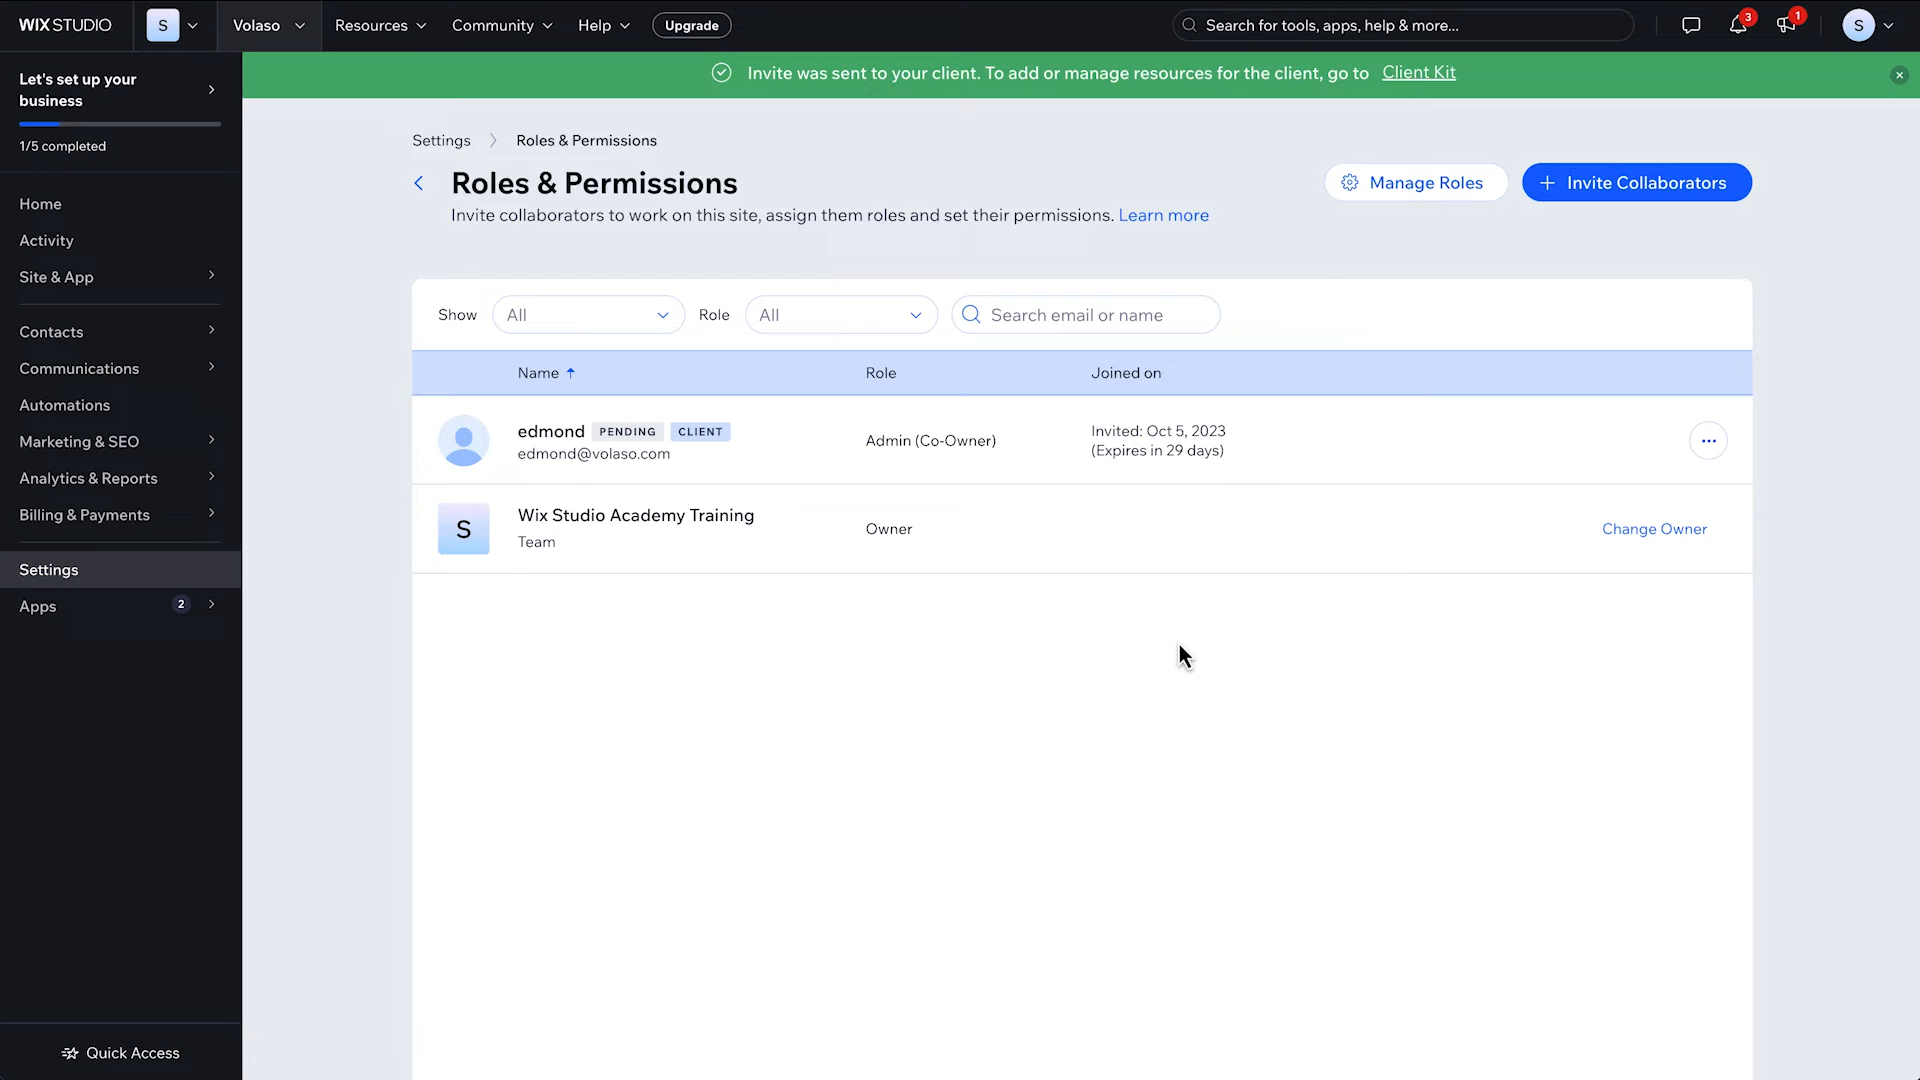 WIX STUDIO
S
Volaso
Resources
Community
Help
Upgrade
Search for tools, apps, help & more...
3
1
S
Let's set up your
business
1/5 completed
Home
Activity
Site & App
Contacts
Communications
Automations
Marketing & SEO
Analytics & Reports
Billing & Payments
Settings
Apps
2
Quick Access
Invite was sent to your client. To add or manage resources for the client, go to Client Kit
Settings
Roles & Permissions
Roles & Permissions
Invite collaborators to work on this site, assign them roles and set their permissions. Learn more
Manage Roles
+ Invite Collaborators
Show
All
Role
All
Search email or name
Name ↑
Role
Joined on
edmond PENDING CLIENT
edmond@volaso.com
Admin (Co-Owner)
Invited: Oct 5, 2023
(Expires in 29 days)
S
Wix Studio Academy Training
Team
Owner
Change Owner